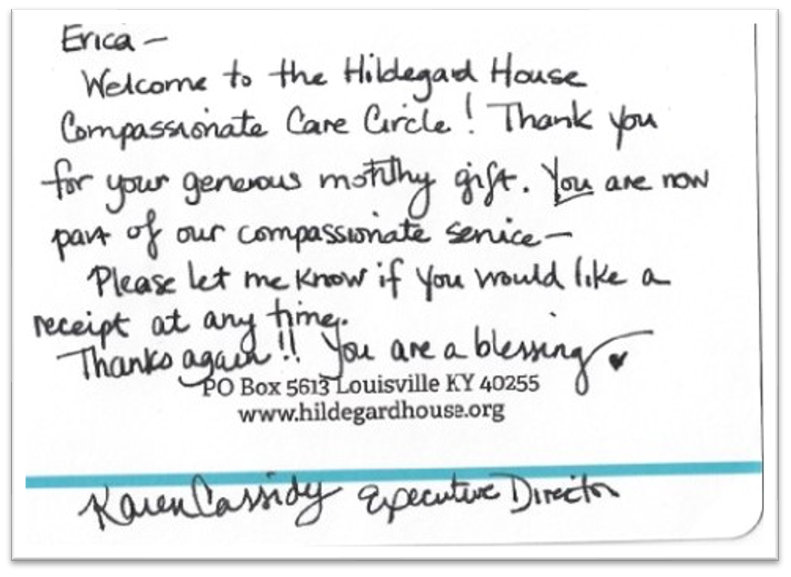 Erica —
Welcome to the Hildegard House
Compassionate Care Circle! Thank you
for your generous monthly gift. You are now
part of our compassionate service —
Please let me know if you would like a
receipt at any time.
Thanks again!! You are a blessing ♥
PO Box 5613 Louisville KY 40255
www.hildegardhouse.org
Karen Cassidy Executive Director